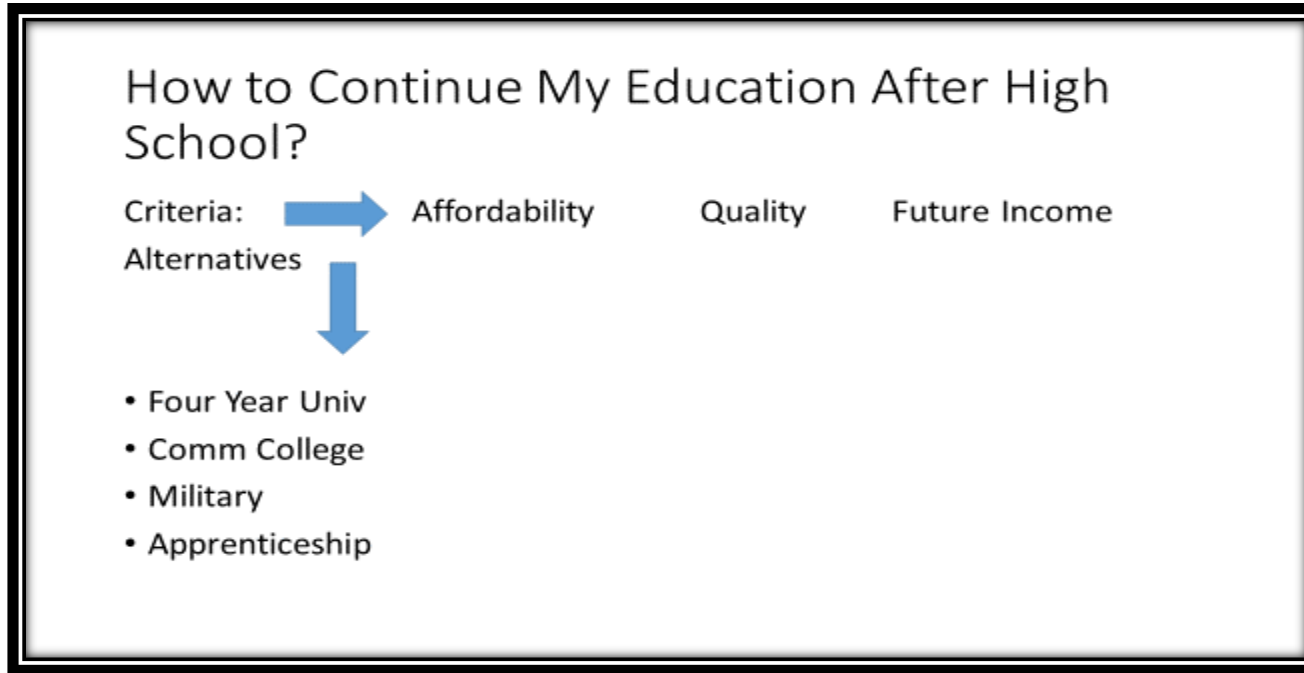 How to Continue My Education After High
School?
Criteria: Affordability Quality Future Income
Alternatives
• Four Year Univ
• Comm College
• Military
• Apprenticeship